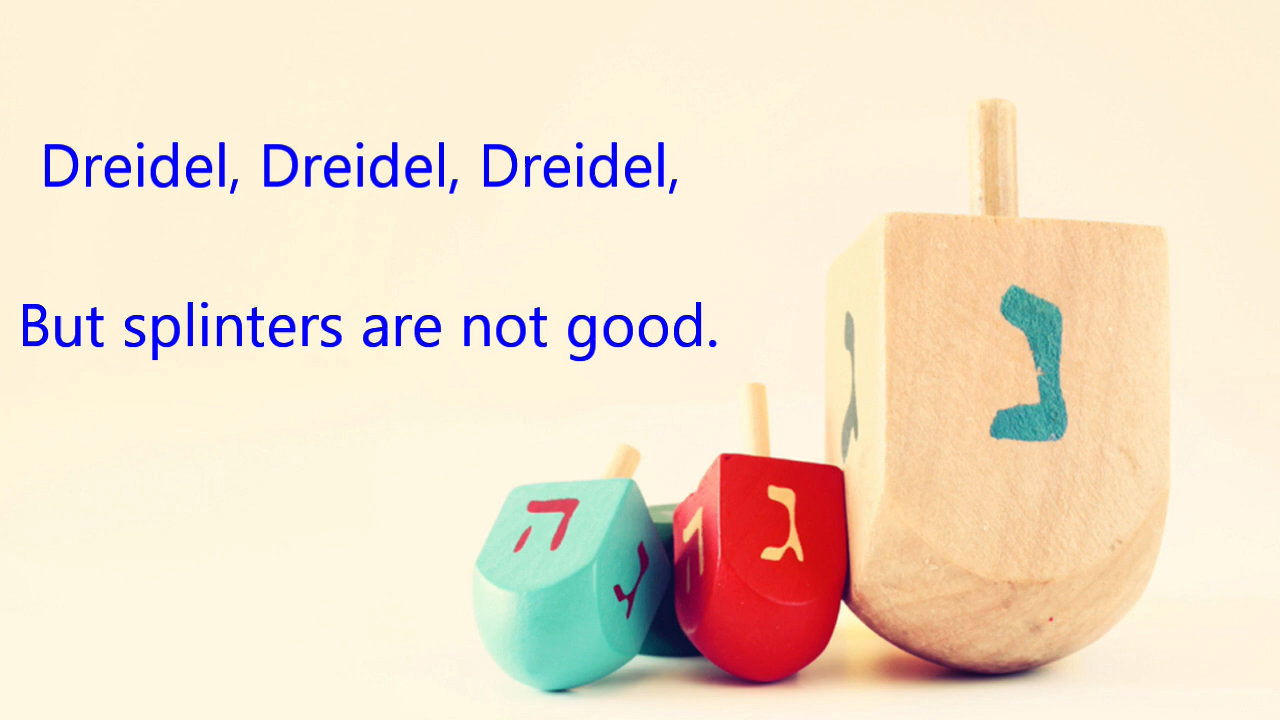 Dreidel, Dreidel, Dreidel,
But splinters are not good.
ג
נ
ה
ג
ה
ג